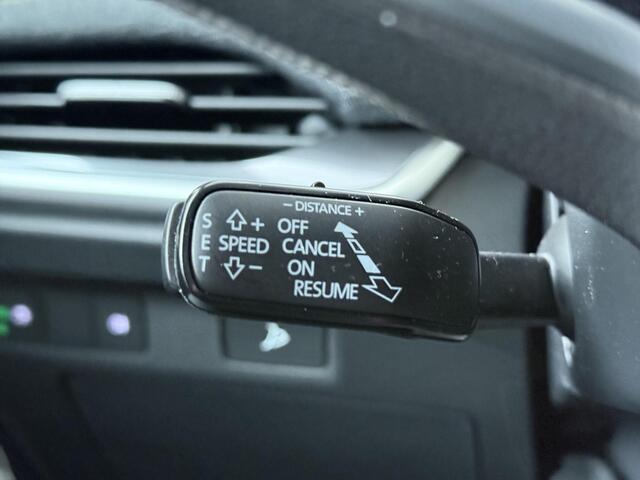 - DISTANCE +
S + OFF
E SPEED CANCEL
T - ON
RESUME